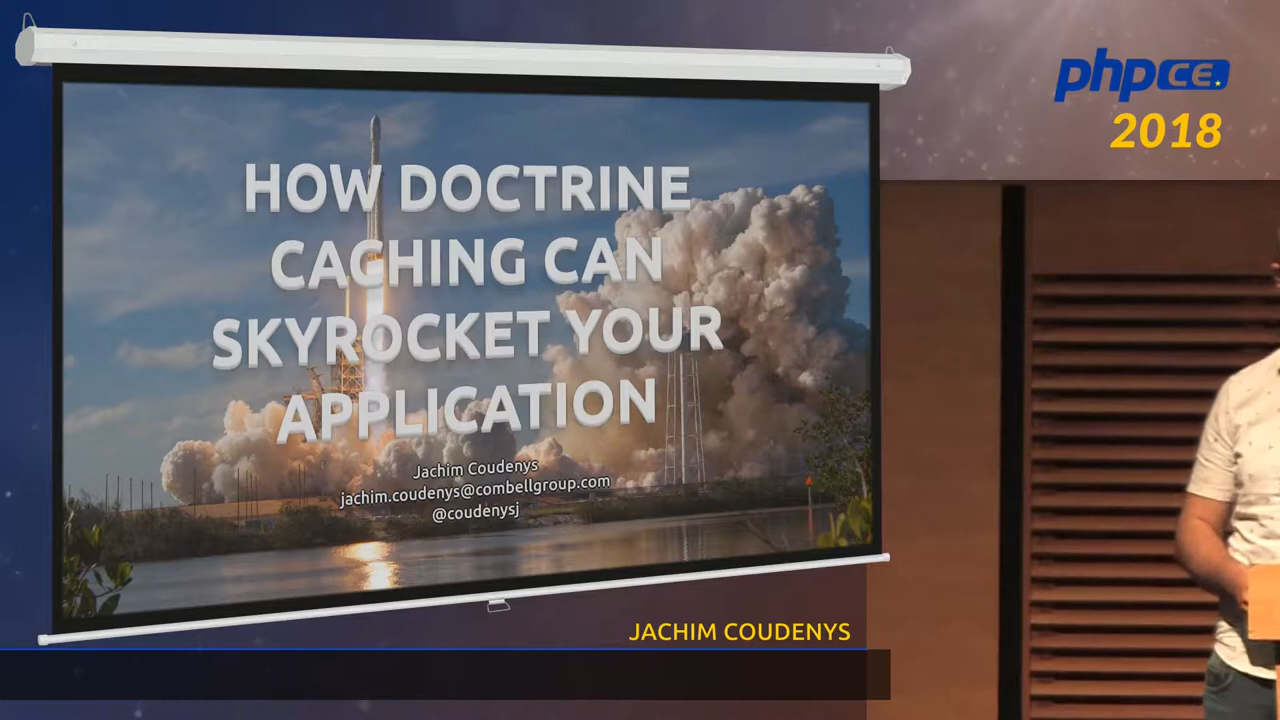 phpCE
2018
HOW DOCTRINE
CACHING CAN
SKYROCKET YOUR
APPLICATION
Jachim Coudenys
jachim.coudenys@combellgroup.com
@coudenysj
JACHIM COUDENYS